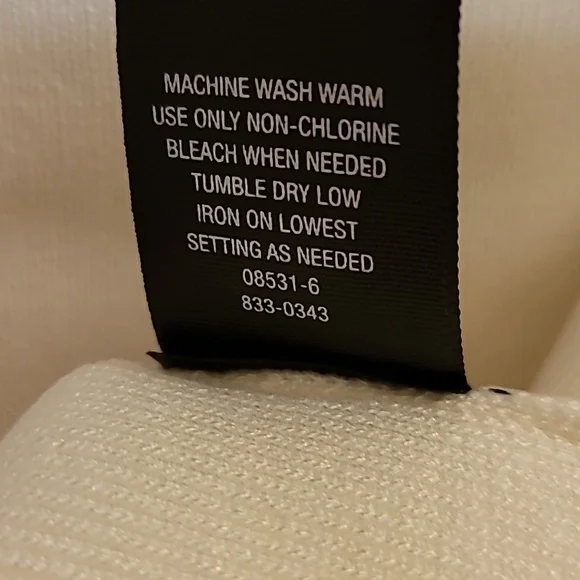 MACHINE WASH WARM
USE ONLY NON-CHLORINE
BLEACH WHEN NEEDED
TUMBLE DRY LOW
IRON ON LOWEST
SETTING AS NEEDED
08531-6
833-0343